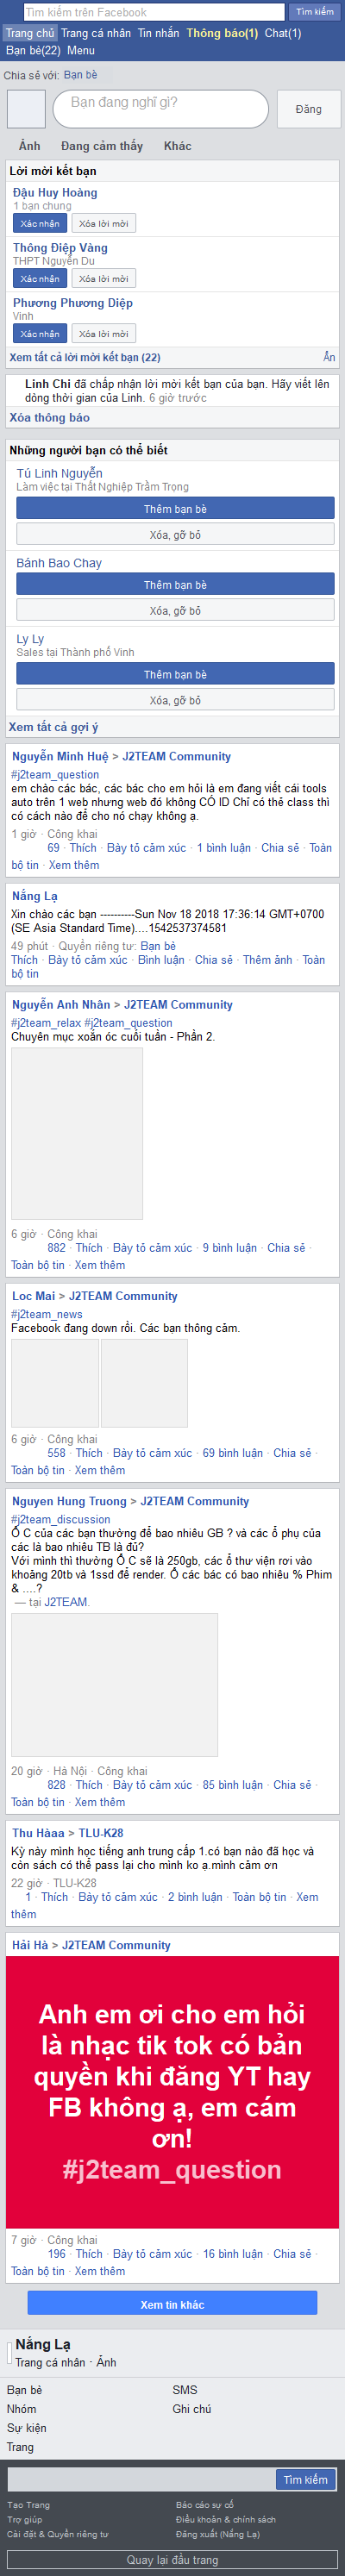 Tìm kiếm trên Facebook Tìm kiếm
Trang chủ Trang cá nhân Tin nhắn Thông báo(1) Chat(1)
Bạn bè(22) Menu
Chia sẻ với: Bạn bè
Bạn đang nghĩ gì? Đăng
Ảnh Đang cảm thấy Khác
Lời mời kết bạn
Đậu Huy Hoàng
1 bạn chung
Xác nhận Xóa lời mời
Thông Điệp Vàng
THPT Nguyễn Du
Xác nhận Xóa lời mời
Phương Phương Diệp
Vinh
Xác nhận Xóa lời mời
Xem tất cả lời mời kết bạn (22) Ẩn
Linh Chi đã chấp nhận lời mời kết bạn của bạn. Hãy viết lên
dòng thời gian của Linh. 6 giờ trước
Xóa thông báo
Những người bạn có thể biết
Tú Linh Nguyễn
Làm việc tại Thất Nghiệp Trầm Trọng
Thêm bạn bè
Xóa, gỡ bỏ
Bánh Bao Chay
Thêm bạn bè
Xóa, gỡ bỏ
Ly Ly
Sales tại Thành phố Vinh
Thêm bạn bè
Xóa, gỡ bỏ
Xem tất cả gợi ý
Nguyễn Minh Huệ > J2TEAM Community
#j2team_question
em chào các bác, các bác cho em hỏi là em đang viết cái tools
auto trên 1 web nhưng web đó không CÓ ID Chỉ có thẻ class thì
có cách nào để cho nó chạy không ạ.
1 giờ · Công khai
69 · Thích · Bày tỏ cảm xúc · 1 bình luận · Chia sẻ · Toàn
bộ tin · Xem thêm
Nắng Lạ
Xin chào các bạn ----------Sun Nov 18 2018 17:36:14 GMT+0700
(SE Asia Standard Time)....1542537374581
49 phút · Quyền riêng tư: Bạn bè
Thích · Bày tỏ cảm xúc · Bình luận · Chia sẻ · Thêm ảnh · Toàn
bộ tin
Nguyễn Anh Nhân > J2TEAM Community
#j2team_relax #j2team_question
Chuyên mục xoắn óc cuối tuần - Phần 2.
6 giờ · Công khai
882 · Thích · Bày tỏ cảm xúc · 9 bình luận · Chia sẻ ·
Toàn bộ tin · Xem thêm
Loc Mai > J2TEAM Community
#j2team_news
Facebook đang down rồi. Các bạn thông cảm.
6 giờ · Công khai
558 · Thích · Bày tỏ cảm xúc · 69 bình luận · Chia sẻ ·
Toàn bộ tin · Xem thêm
Nguyen Hung Truong > J2TEAM Community
#j2team_discussion
Ổ C của các bạn thường để bao nhiêu GB ? và các ổ phụ của
các là bao nhiêu TB là đủ?
Với mình thì thường Ổ C sẽ là 250gb, các ổ thư viện rơi vào
khoảng 20tb và 1ssd để render. Ổ các bác có bao nhiêu % Phim
& ....?
— tại J2TEAM.
20 giờ · Hà Nội · Công khai
828 · Thích · Bày tỏ cảm xúc · 85 bình luận · Chia sẻ ·
Toàn bộ tin · Xem thêm
Thu Hàaa > TLU-K28
Kỳ này mình học tiếng anh trung cấp 1.có bạn nào đã học và
còn sách có thể pass lại cho mình ko ạ.mình cảm ơn
22 giờ · TLU-K28
1 · Thích · Bày tỏ cảm xúc · 2 bình luận · Toàn bộ tin · Xem
thêm
Hải Hà > J2TEAM Community
Anh em ơi cho em hỏi
là nhạc tik tok có bản
quyền khi đăng YT hay
FB không ạ, em cám
ơn!
#j2team_question
7 giờ · Công khai
196 · Thích · Bày tỏ cảm xúc · 16 bình luận · Chia sẻ ·
Toàn bộ tin · Xem thêm
Xem tin khác
Nắng Lạ
Trang cá nhân · Ảnh
Bạn bè SMS
Nhóm Ghi chú
Sự kiện
Trang
Tìm kiếm
Tạo Trang Báo cáo sự cố
Trợ giúp Điều khoản & chính sách
Cài đặt & Quyền riêng tư Đăng xuất (Nắng Lạ)
Quay lại đầu trang